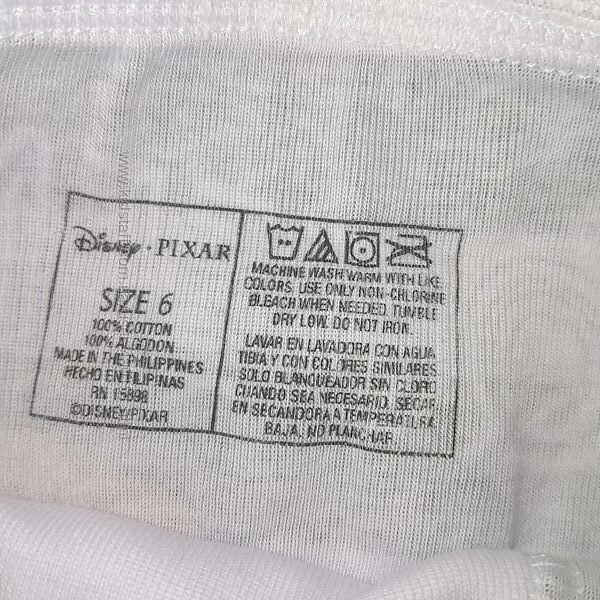 Disney · PIXAR
SIZE 6
100% COTTON
100% ALGODON
MADE IN THE PHILIPPINES
HECHO EN FILIPINAS
RN 15898
©DISNEY/PIXAR
MACHINE WASH WARM WITH LIKE
COLORS. USE ONLY NON-CHLORINE
BLEACH WHEN NEEDED. TUMBLE
DRY LOW. DO NOT IRON.
LAVAR EN LAVADORA CON AGUA
TIBIA Y CON COLORES SIMILARES.
SOLO BLANQUEADOR SIN CLORO
CUANDO SEA NECESARIO. SECAR
EN SECANDORA A TEMPERATURA
BAJA. NO PLANCHAR.